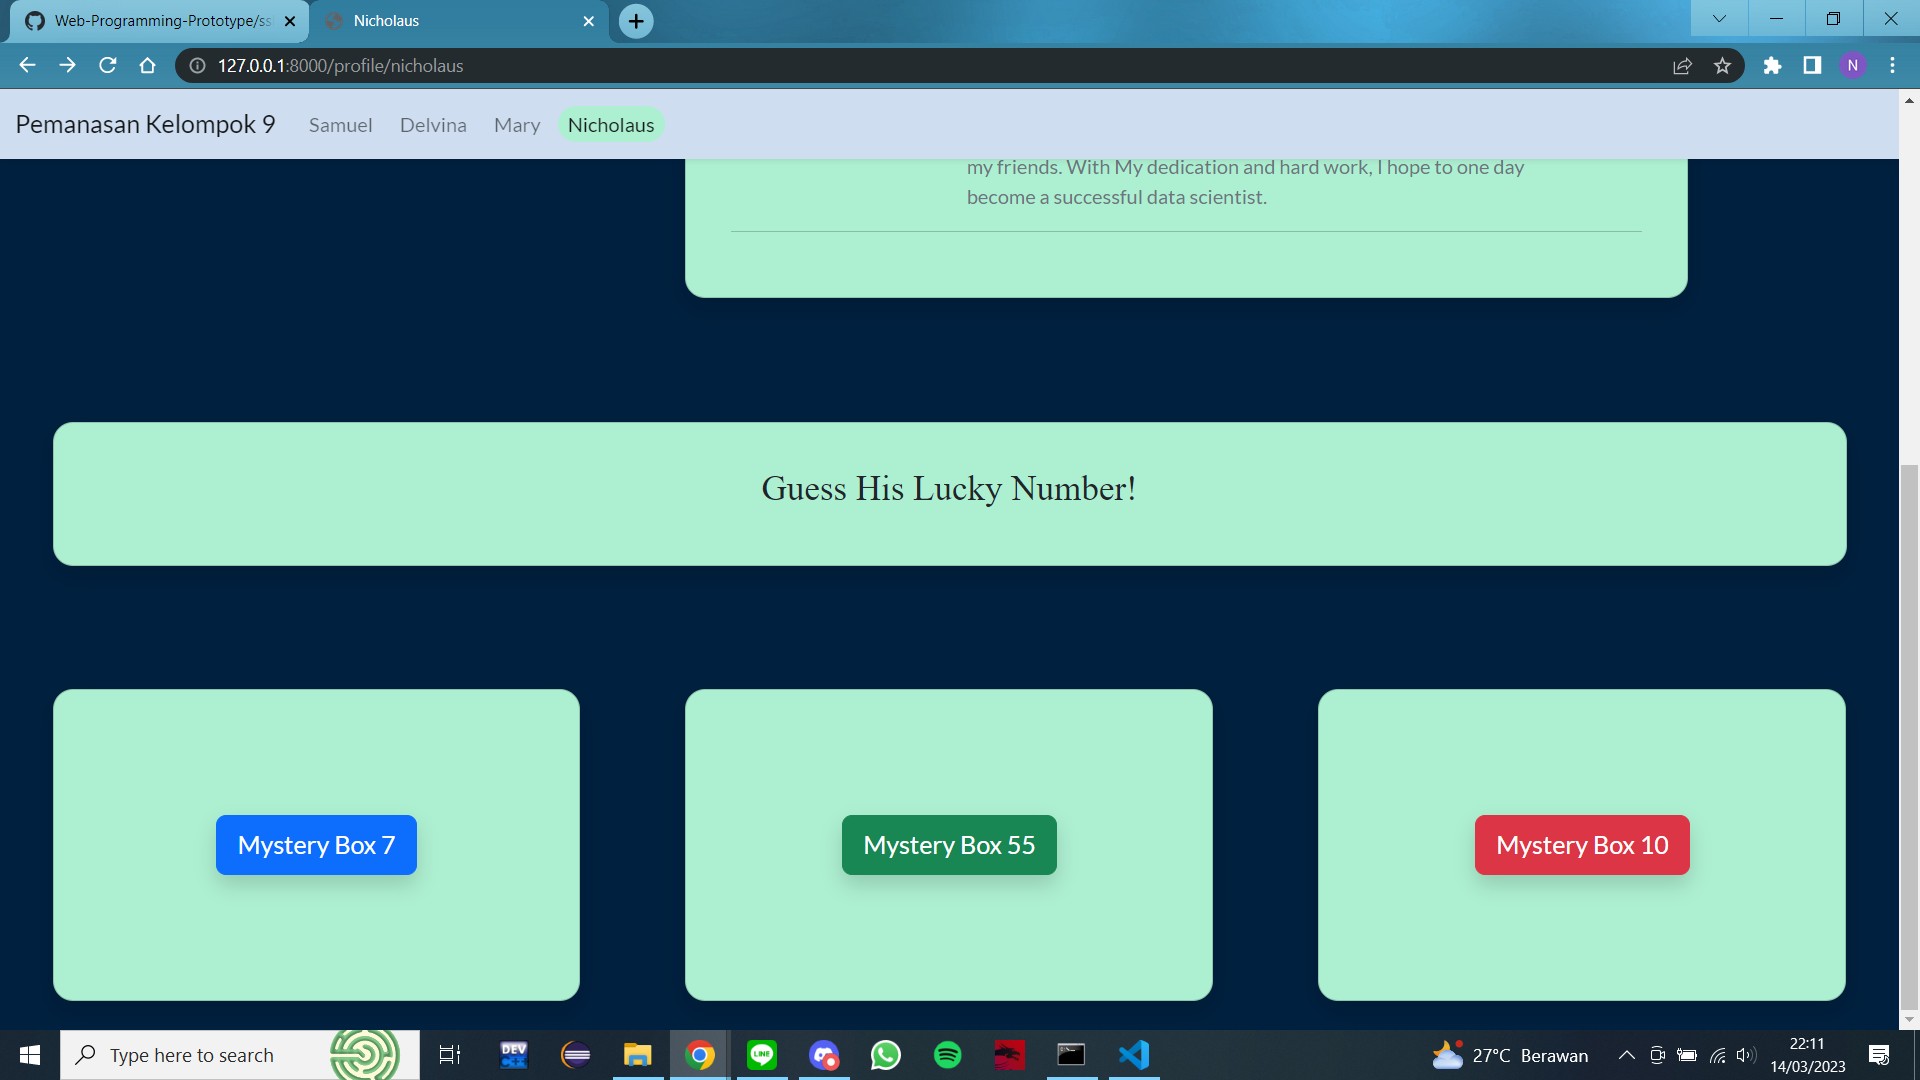 Web-Programming-Prototype/ss
Nicholaus
127.0.0.1:8000/profile/nicholaus
N
Pemanasan Kelompok 9 Samuel Delvina Mary Nicholaus
my friends. With My dedication and hard work, I hope to one day
become a successful data scientist.
Guess His Lucky Number!
Mystery Box 7
Mystery Box 55
Mystery Box 10
Type here to search
DEV
LINE
27°C Berawan
22:11
14/03/2023